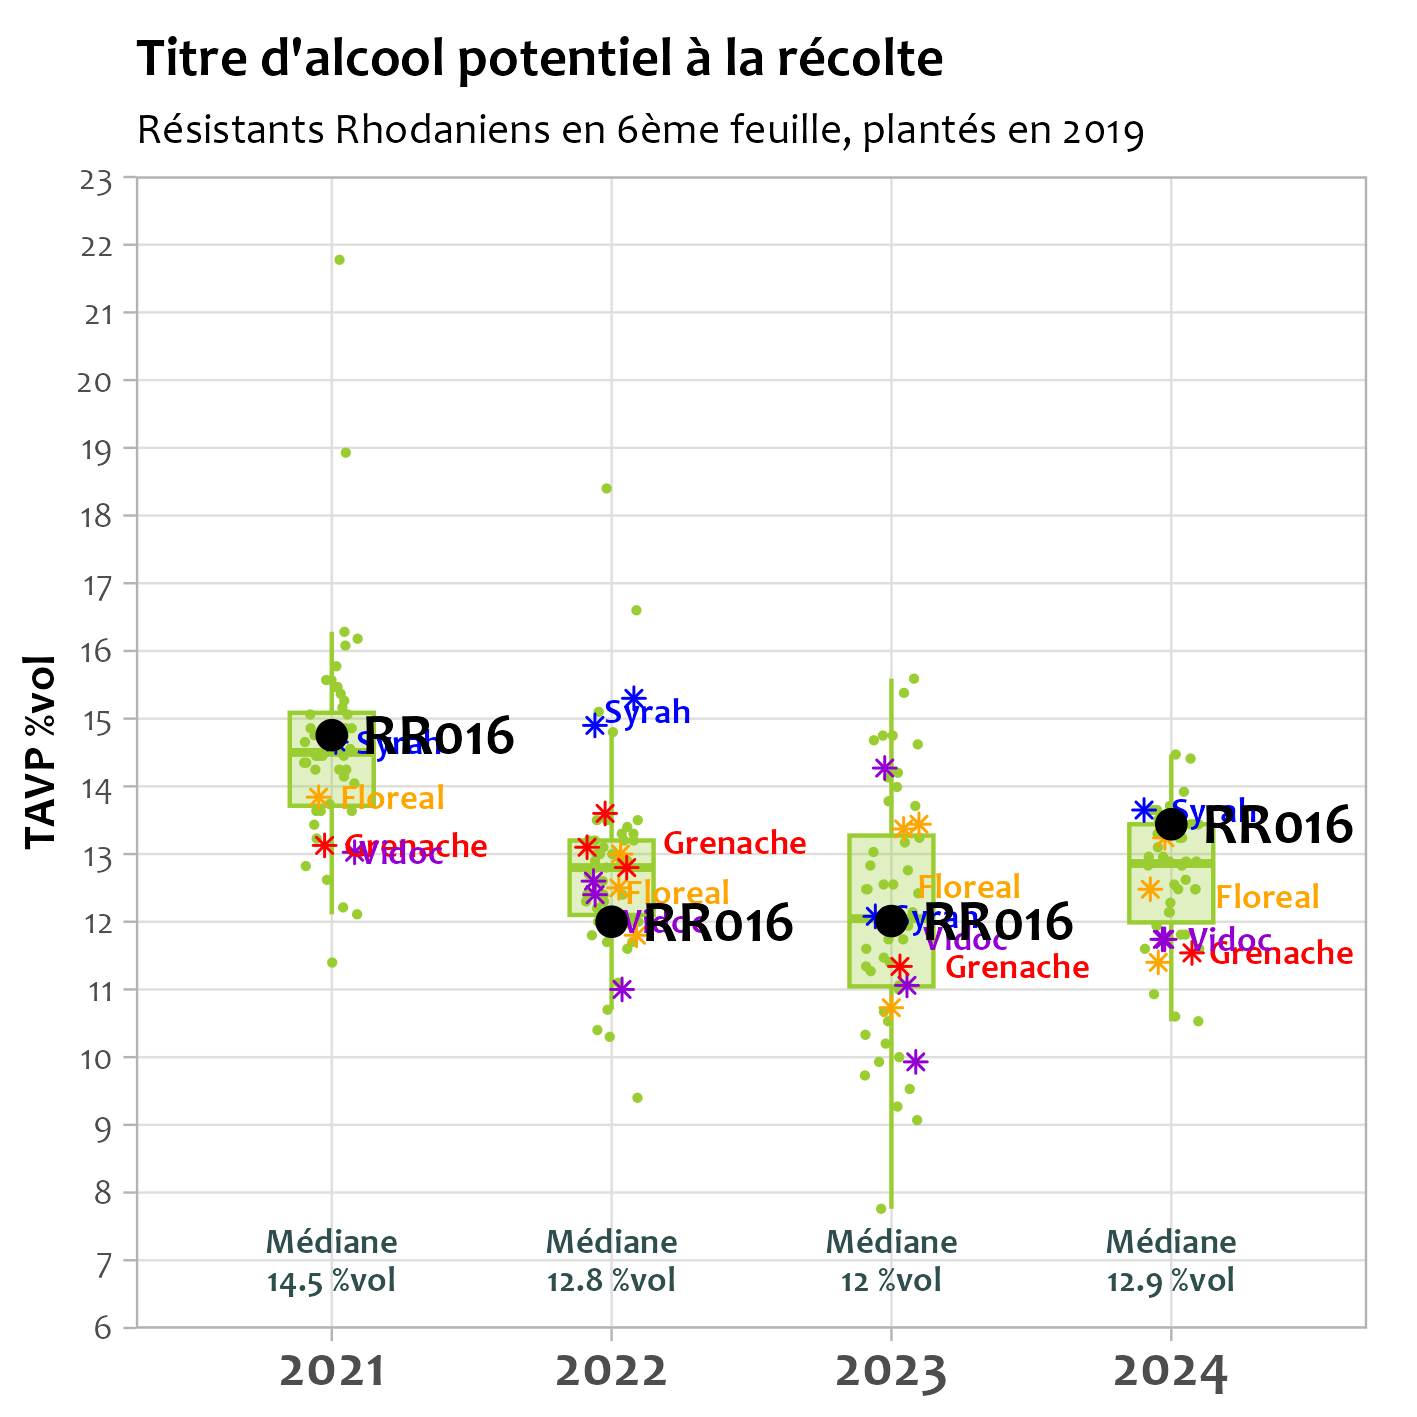 Titre d'alcool potentiel à la récolte
Résistants Rhodaniens en 6ème feuille, plantés en 2019
TAVP %vol
23
22
21
20
19
18
17
16
15
14
13
12
11
10
9
8
7
6
RR016
Syrah
Floreal
Grenache
Vidoc
Syrah
Grenache
Floreal
Vidoc
RR016
Floreal
Syrah
RR016
Vidoc
Grenache
Syrah
RR016
Floreal
Vidoc
Grenache
Médiane
14.5 %vol
Médiane
12.8 %vol
Médiane
12 %vol
Médiane
12.9 %vol
2021
2022
2023
2024